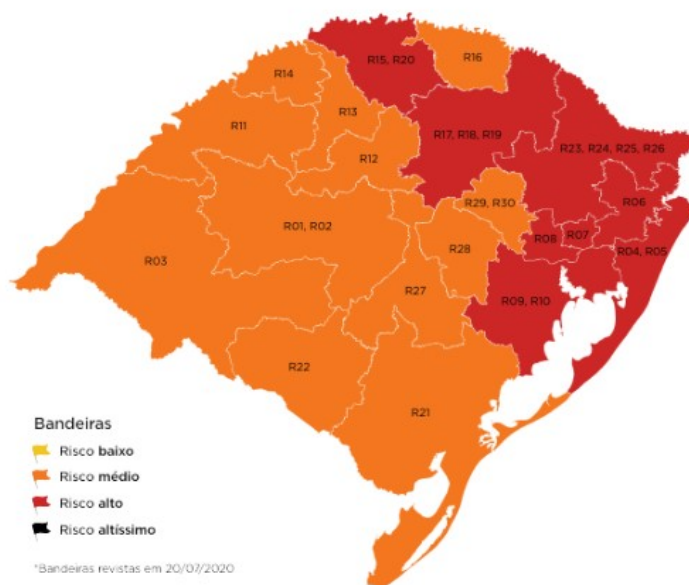 R15, R20
R16
R14
R13
R11
R17, R18, R19
R23, R24, R25, R26
R12
R29, R30
R06
R01, R02
R08
R07
R28
R04, R05
R03
R27
R09, R10
R22
R21
Bandeiras
Risco baixo
Risco médio
Risco alto
Risco altíssimo
*Bandeiras revistas em 20/07/2020